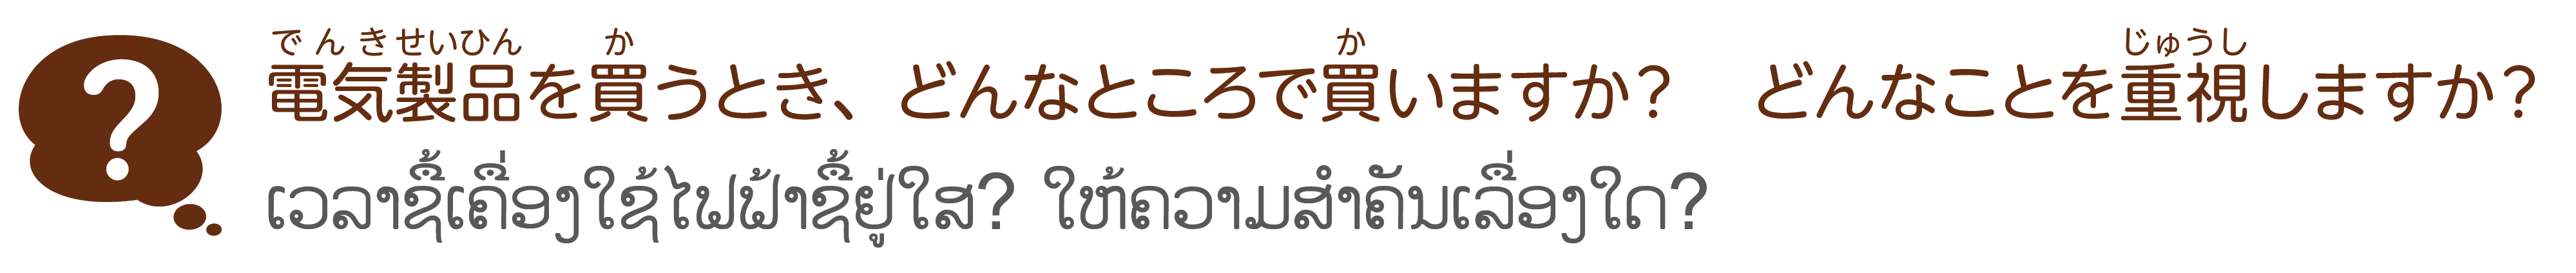 でんきせいひん か か じゅうし
電気製品を買うとき、どんなところで買いますか？ どんなことを重視しますか？
ເວລາຊື້ເຄື່ອງໃຊ້ໄຟຟ້າຊື້ຢູ່ໃສ? ໃຫ້ຄວາມສຳຄັນເລື່ອງໃດ?